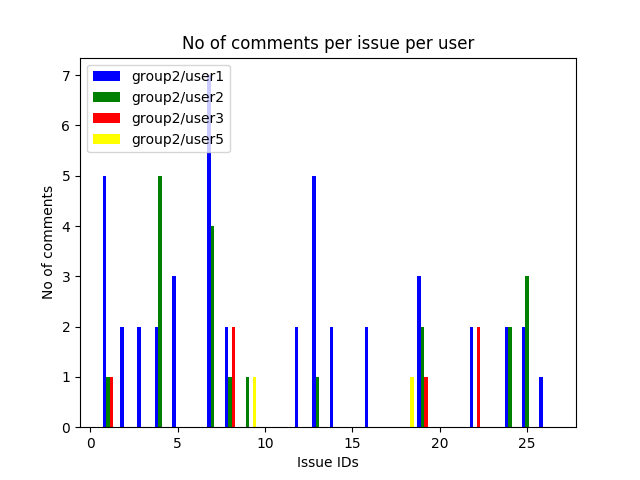 No of comments per issue per user
group2/user1
group2/user2
group2/user3
group2/user5
No of comments
7
6
5
4
3
2
1
0
0 5 10 15 20 25
Issue IDs